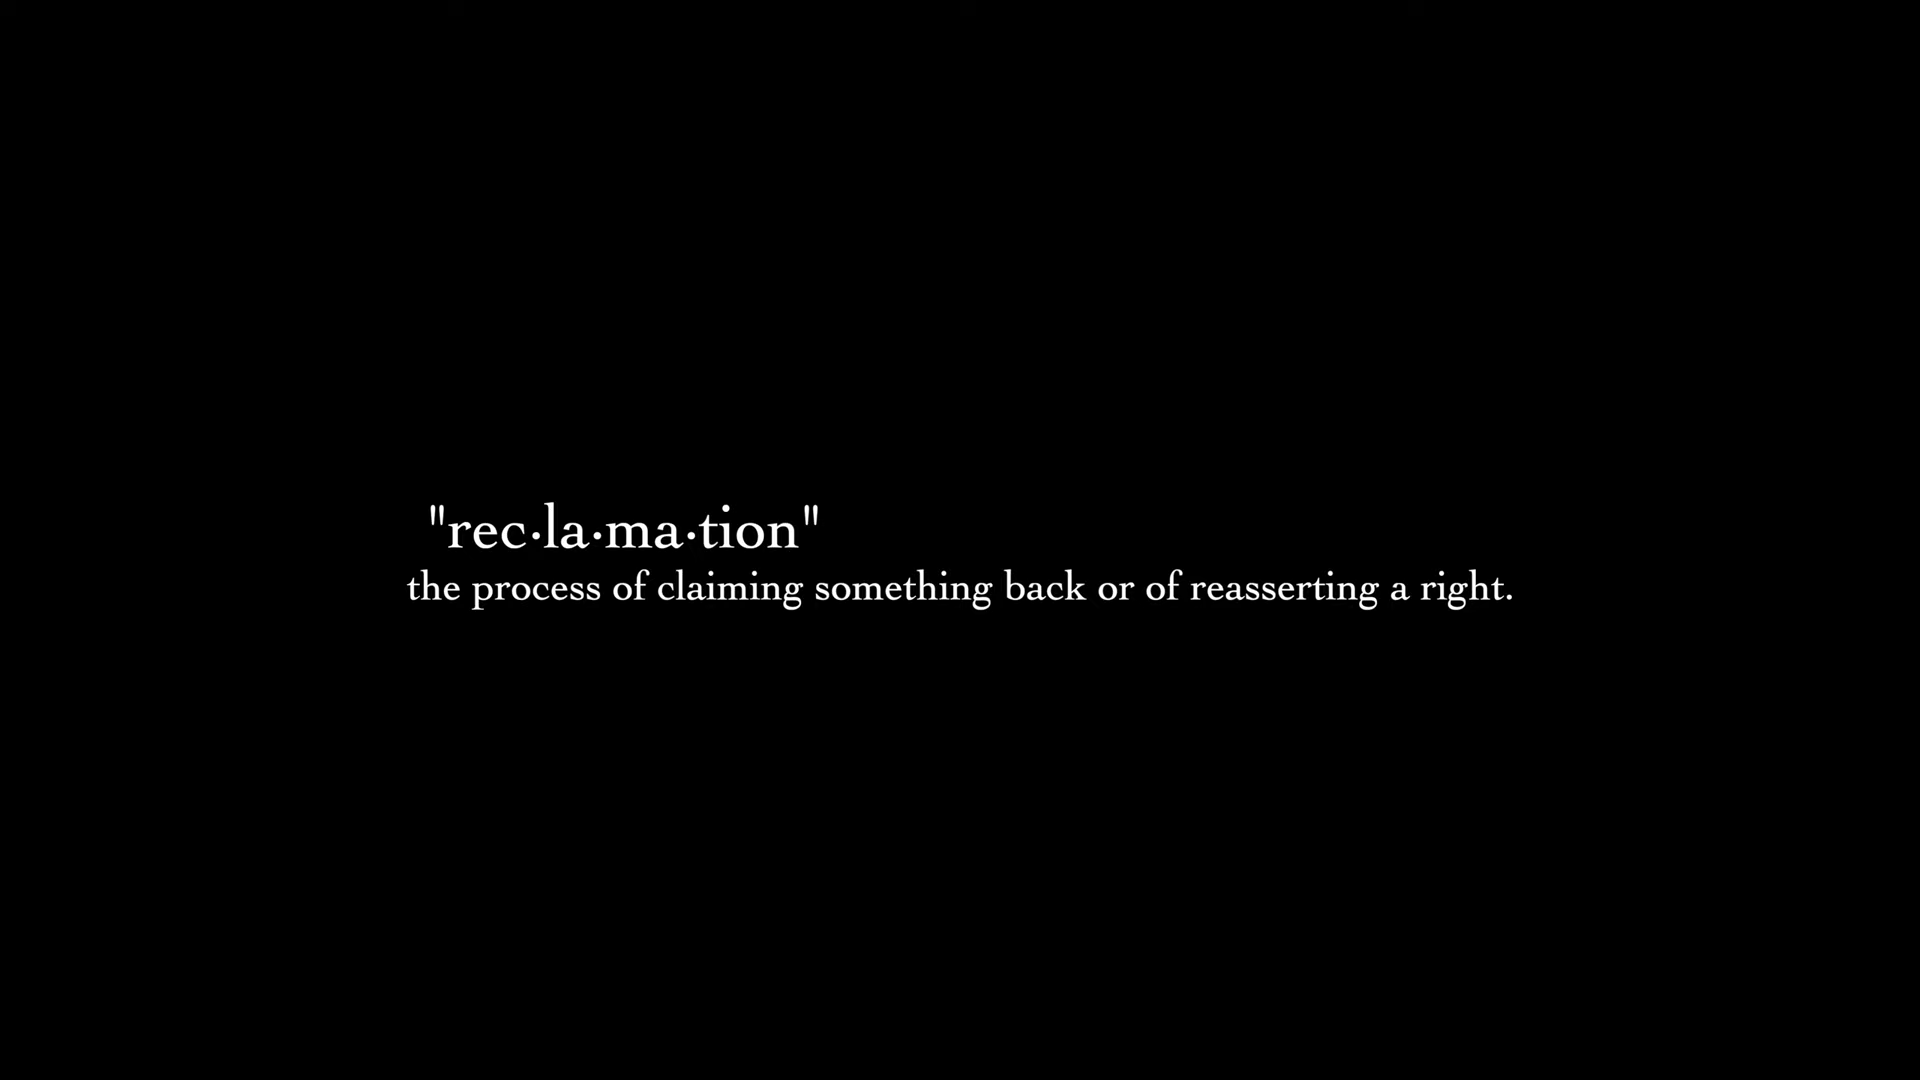 "rec·la·ma·tion"
the process of claiming something back or of reasserting a right.